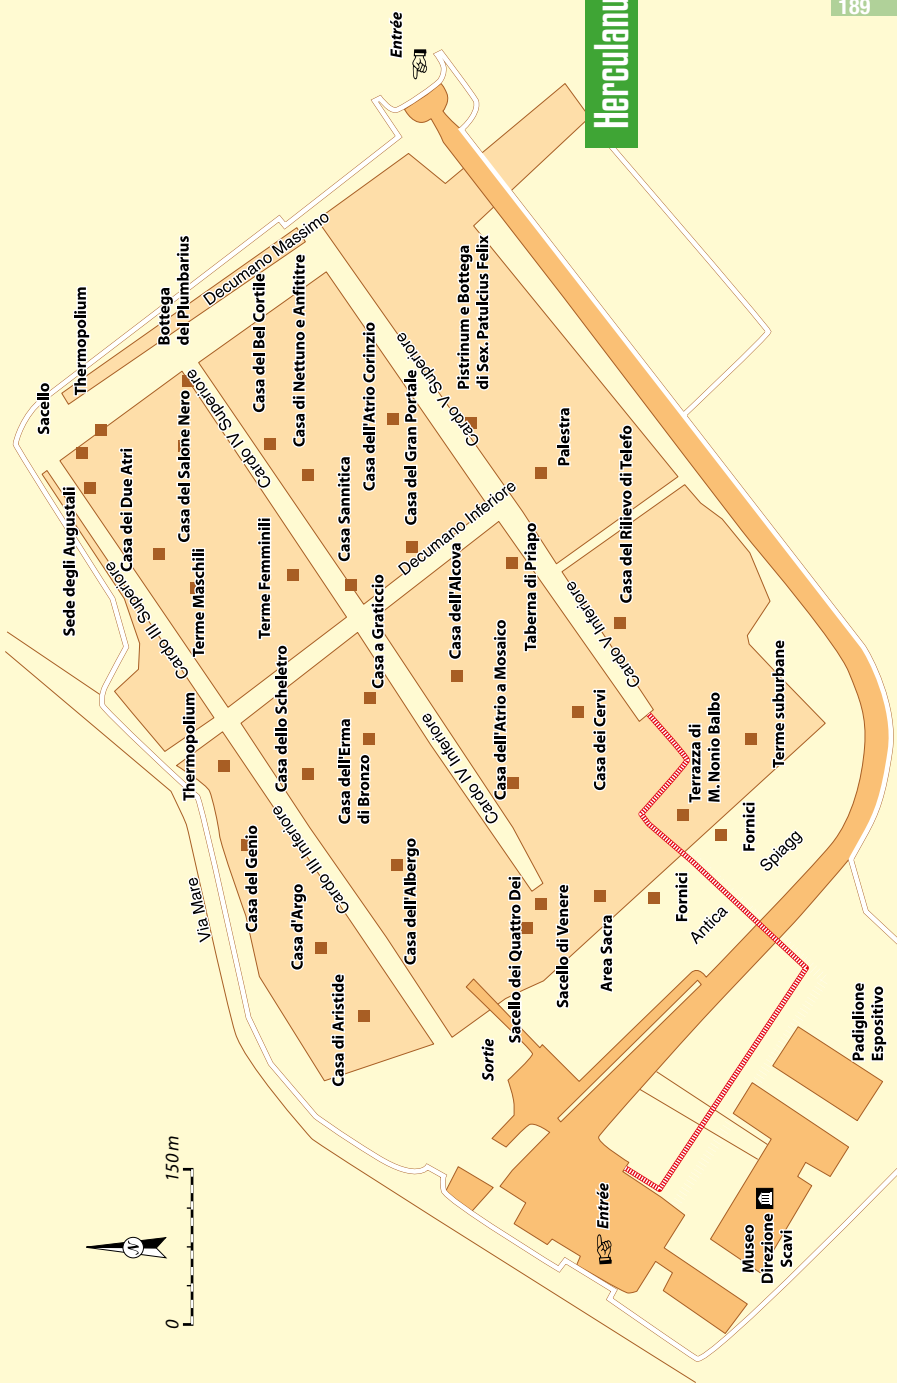 189
Herculanu
Entrée
Decumano Massimo
Bottega
del Plumbarius
Thermopolium
Sacello
Casa del Bel Cortile
Casa di Nettuno e Anfititre
Pistrinum e Bottega
di Sex. Patulcius Felix
Casa dell'Atrio Corinzio
Cardo V Superiore
Casa del Gran Portale
Cardo IV Superiore
Casa del Salone Nero
Casa dei Due Atri
Sede degli Augustali
Palestra
Casa del Rilievo di Telefo
Casa Sannitica
Decumano Inferiore
Terme Femminili
Terme Maschili
Cardo III Superiore
Taberna di Priapo
Casa dell'Alcova
Casa a Graticcio
Cardo V Inferiore
Casa dell'Atrio a Mosaico
Casa dello Scheletro
Thermopolium
Casa dell'Erma
di Bronzo
Cardo IV Inferiore
Casa dei Cervi
Terrazza di
M. Nonio Balbo
Terme suburbane
Cardo III Inferiore
Casa del Genio
Casa dell'Albergo
Fornici
Spiagg
Via Mare
Casa d'Argo
Sacello dei Quattro Dei
Sacello di Venere
Area Sacra
Fornici
Antica
Casa di Aristide
Sortie
Padiglione
Espositivo
Entrée
Museo
Direzione
Scavi
0
150 m
N